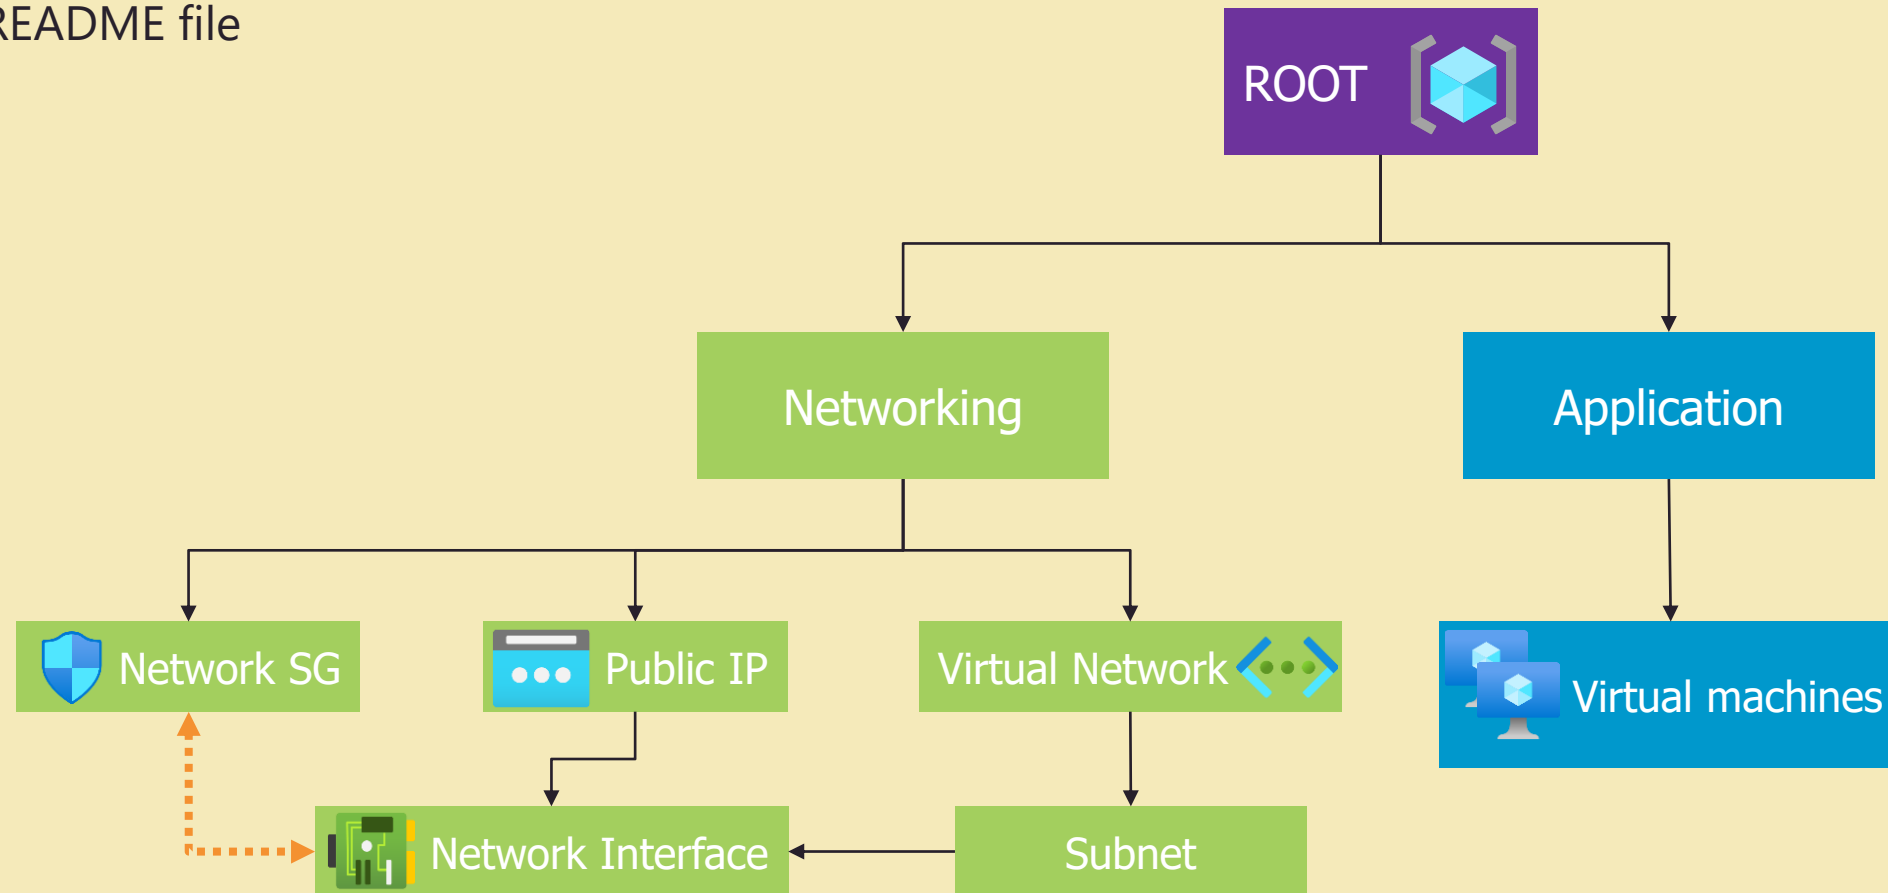 README file
ROOT
Networking
Application
Network SG
Public IP
Virtual Network
Virtual machines
Network Interface
Subnet